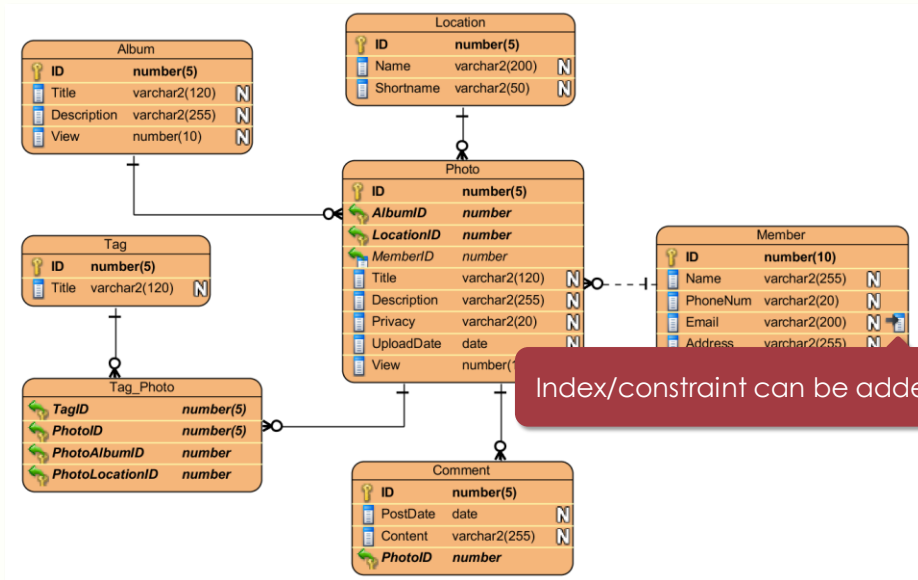 Location
ID number(5)
Name varchar2(200) N
Shortname varchar2(50) N
Album
ID number(5)
Title varchar2(120) N
Description varchar2(255) N
View number(10) N
Photo
ID number(5)
AlbumID number
LocationID number
MemberID number
Title varchar2(120) N
Description varchar2(255) N
Privacy varchar2(20) N
UploadDate date N
View
Tag
ID number(5)
Title varchar2(120) N
Member
ID number(10)
Name varchar2(255) N
PhoneNum varchar2(20) N
Email varchar2(200) N
Address varchar2(255) N
Index/constraint can be
Tag_Photo
TagID number(5)
PhotoID number(5)
PhotoAlbumID number
PhotoLocationID number
Comment
ID number(5)
PostDate date N
Content varchar2(255) N
PhotoID number